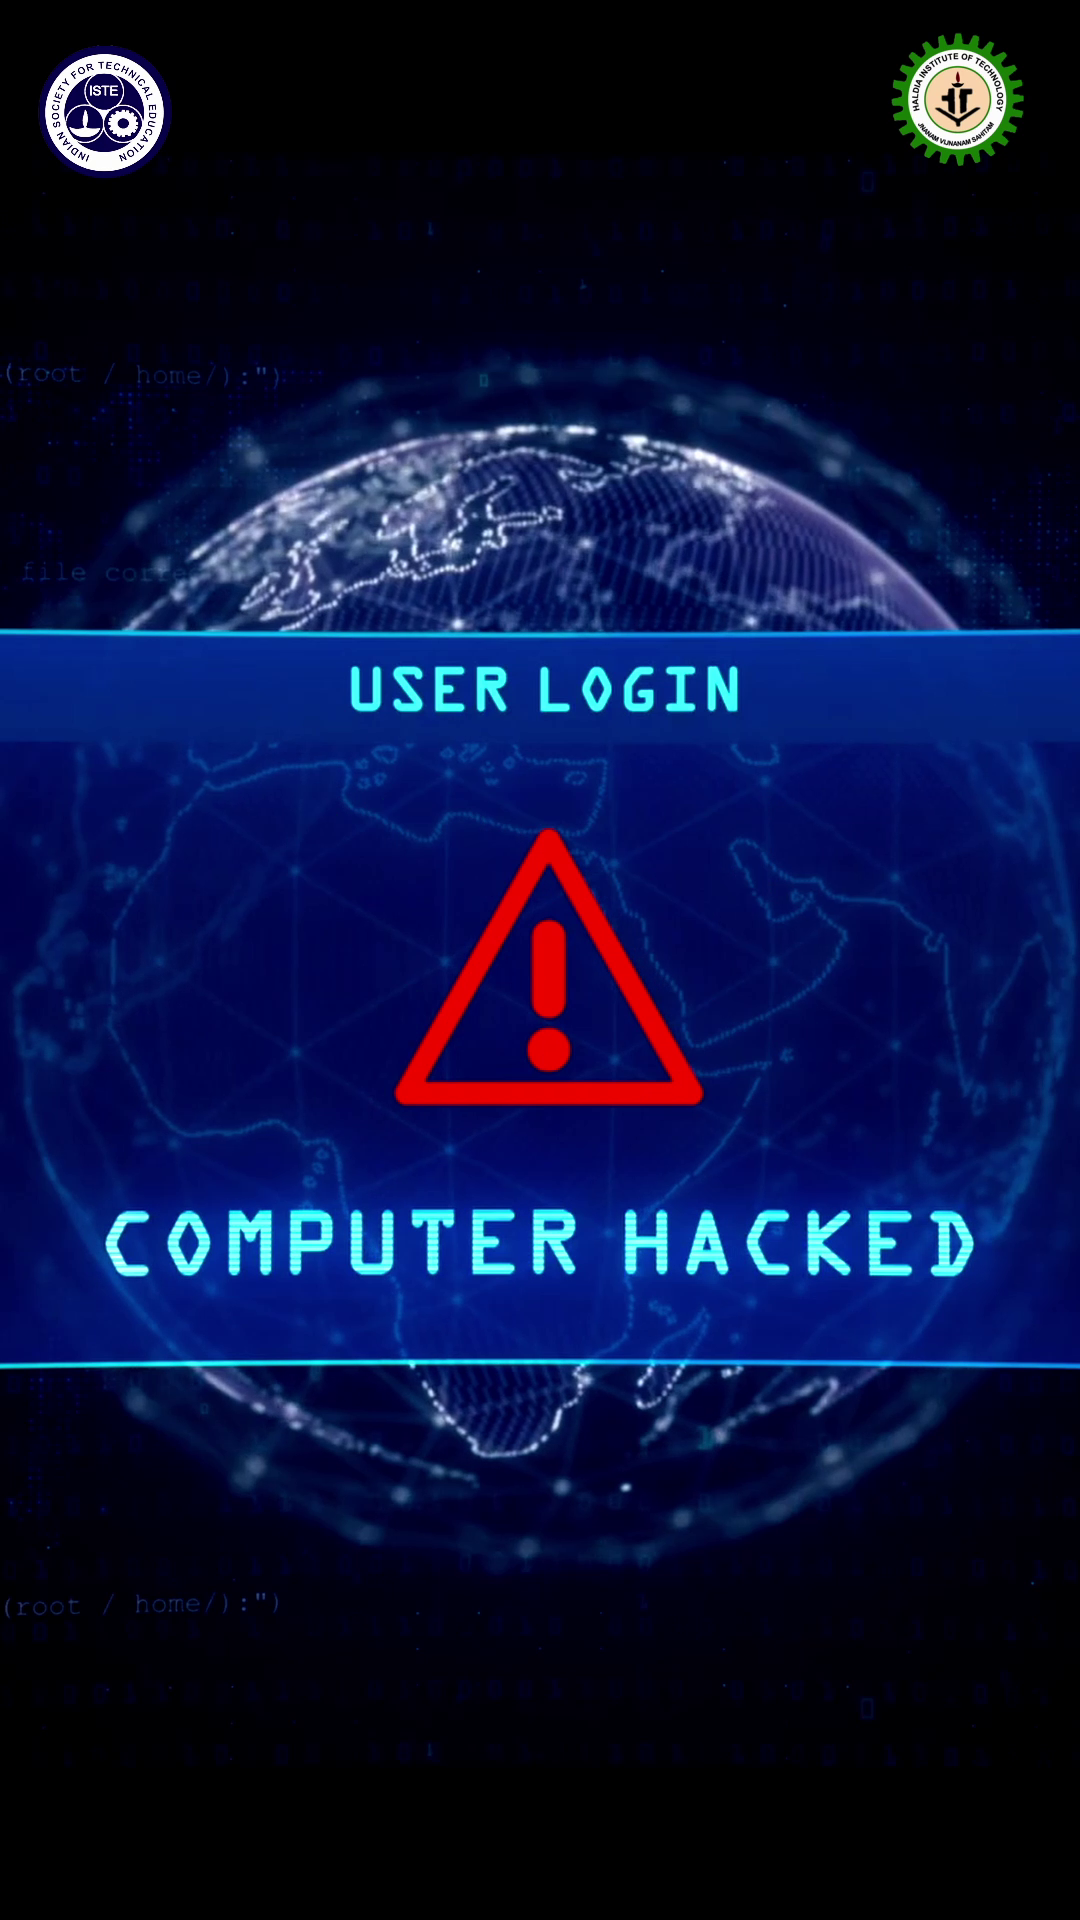 INDIAN SOCIETY FOR TECHNICAL EDUCATION
ISTE
HALDIA INSTITUTE OF TECHNOLOGY
JNANAM VIJNANAM SAHITAM
(root / home/):")
file corre
USER LOGIN
COMPUTER HACKED
(root / home/):")